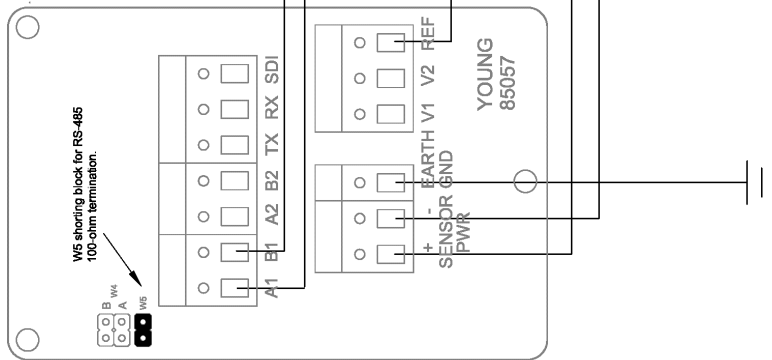 W5 shorting block for RS-485
100-ohm termination.
B
A
W4
W5
SDI
RX
TX
B2
A2
B1
A1
REF
V2
V1
EARTH
GND
-
+
SENSOR
PWR
YOUNG
85057